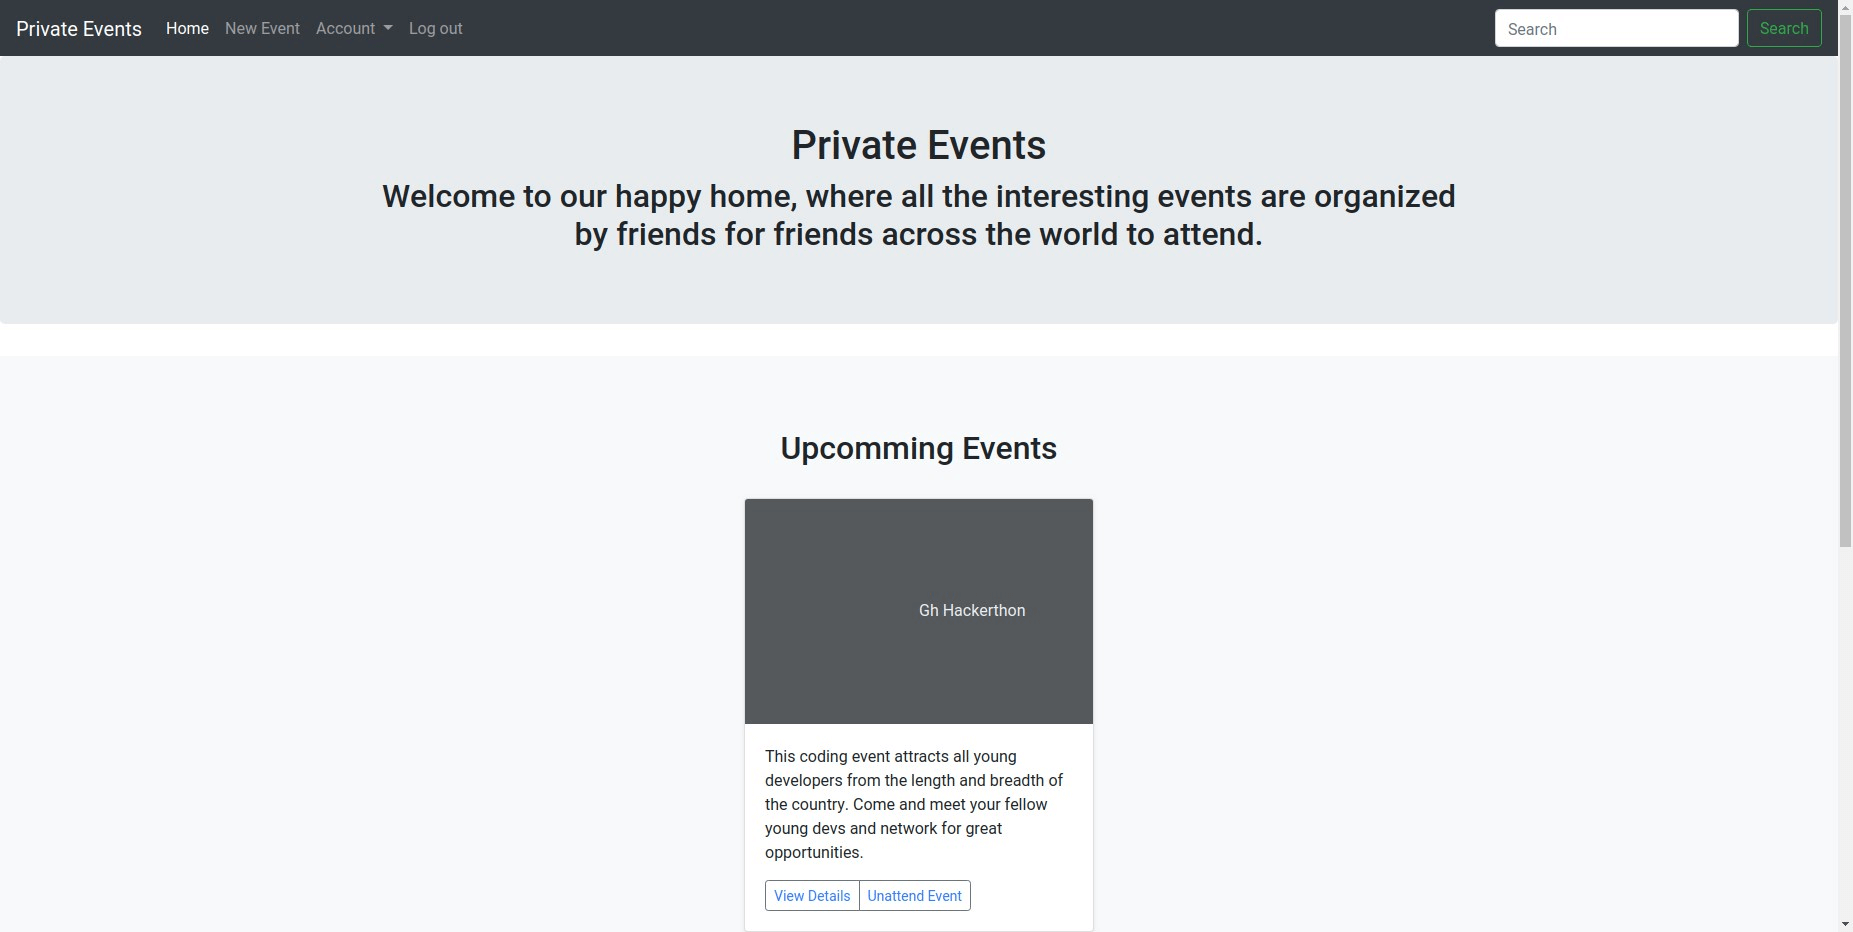 Private Events Home New Event Account Log out Search Search
Private Events
Welcome to our happy home, where all the interesting events are organized
by friends for friends across the world to attend.
Upcomming Events
Gh Hackerthon
This coding event attracts all young
developers from the length and breadth of
the country. Come and meet your fellow
young devs and network for great
opportunities.
View Details Unattend Event